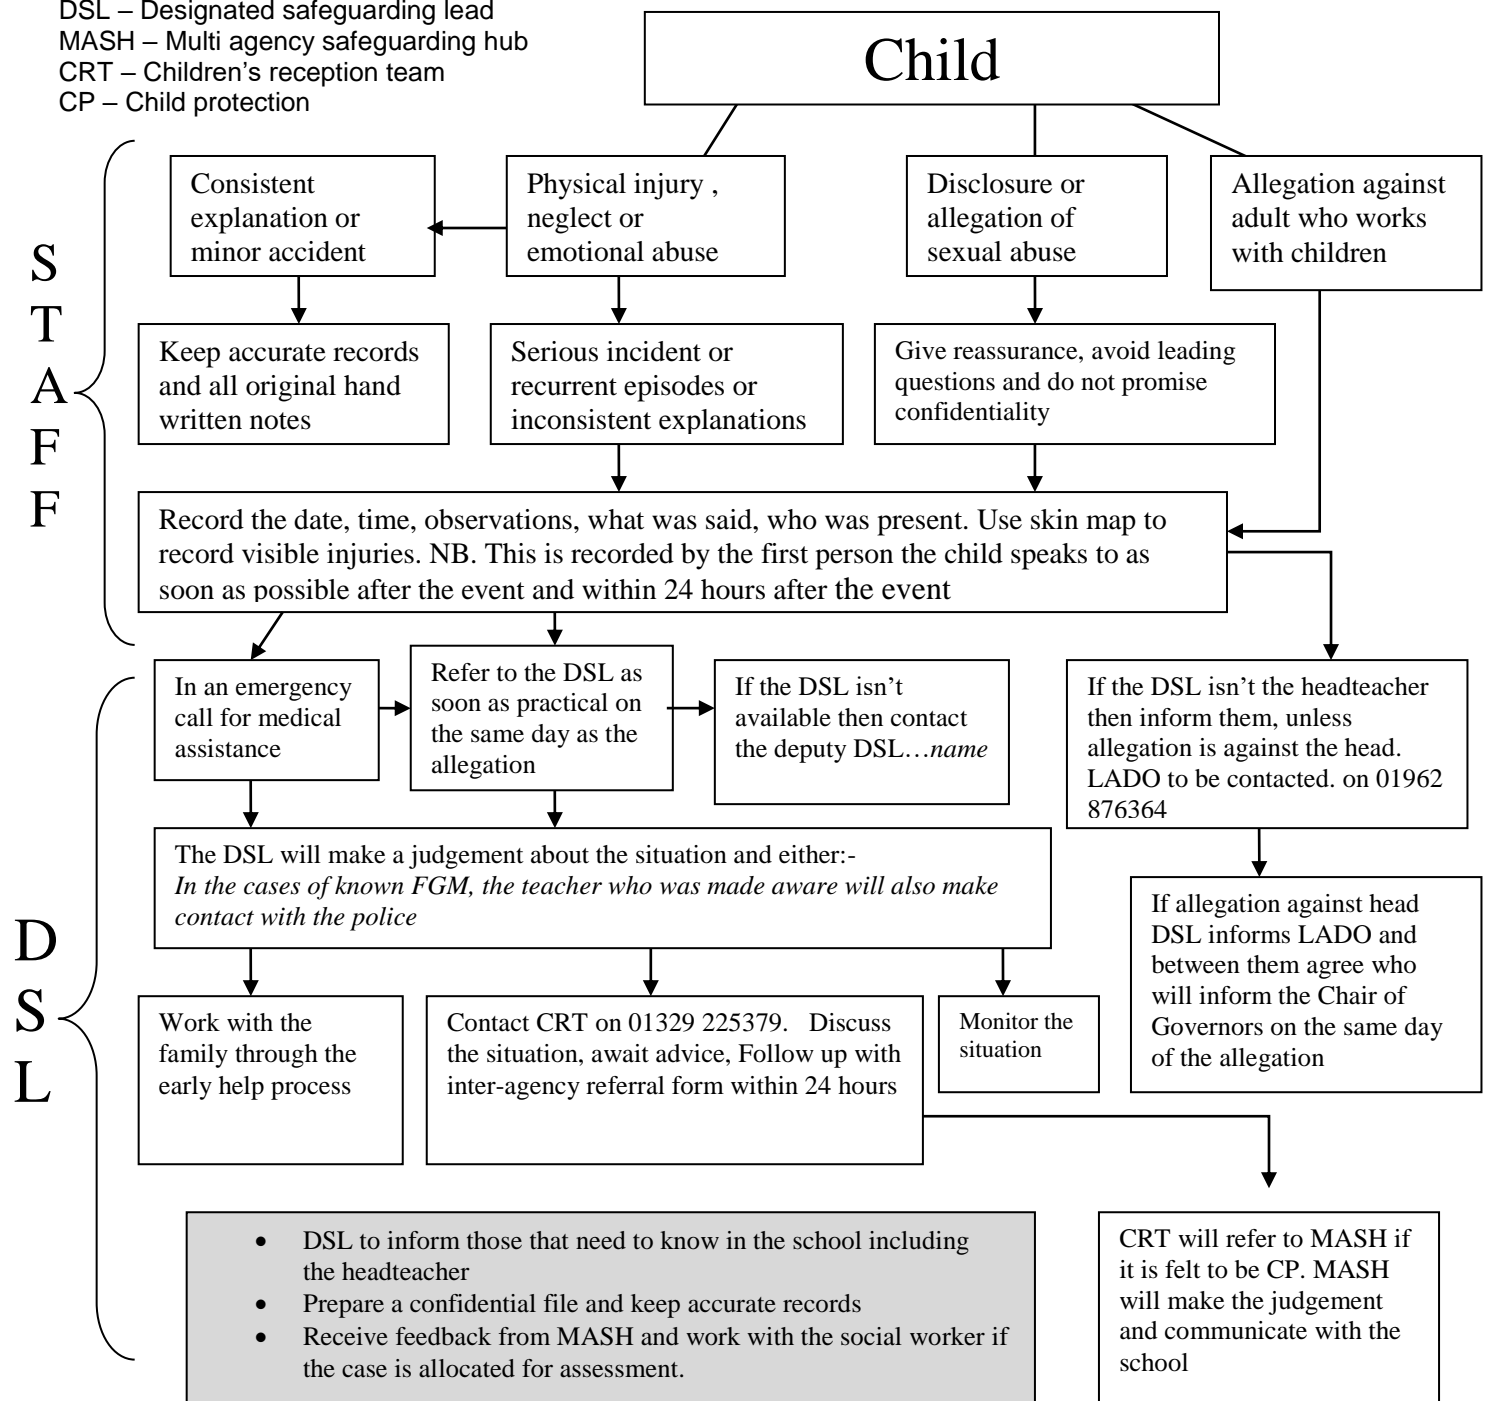 DSL – Designated safeguarding lead
MASH – Multi agency safeguarding hub
CRT – Children's reception team
CP – Child protection
Child
S
T
A
F
F
Consistent
explanation or
minor accident
Physical injury ,
neglect or
emotional abuse
Disclosure or
allegation of
sexual abuse
Allegation against
adult who works
with children
Keep accurate records
and all original hand
written notes
Serious incident or
recurrent episodes or
inconsistent explanations
Give reassurance, avoid leading
questions and do not promise
confidentiality
Record the date, time, observations, what was said, who was present. Use skin map to
record visible injuries. NB. This is recorded by the first person the child speaks to as
soon as possible after the event and within 24 hours after the event
D
S
L
In an emergency
call for medical
assistance
Refer to the DSL as
soon as practical on
the same day as the
allegation
If the DSL isn't
available then contact
the deputy DSL…name
If the DSL isn't the headteacher
then inform them, unless
allegation is against the head.
LADO to be contacted. on 01962
876364
The DSL will make a judgement about the situation and either:-
In the cases of known FGM, the teacher who was made aware will also make
contact with the police
If allegation against head
DSL informs LADO and
between them agree who
will inform the Chair of
Governors on the same day
of the allegation
Work with the
family through the
early help process
Contact CRT on 01329 225379.   Discuss
the situation, await advice, Follow up with
inter-agency referral form within 24 hours
Monitor the
situation
• DSL to inform those that need to know in the school including
the headteacher
• Prepare a confidential file and keep accurate records
• Receive feedback from MASH and work with the social worker if
the case is allocated for assessment.
CRT will refer to MASH if
it is felt to be CP. MASH
will make the judgement
and communicate with the
school